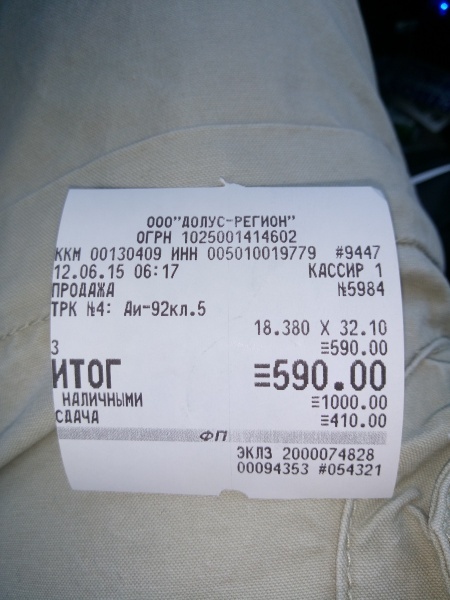 ООО"ДОЛУС-РЕГИОН"
ОГРН 1025001414602
ККМ 00130409 ИНН 005010019779 #9447
12.06.15 06:17 КАССИР 1
ПРОДАЖА №5984
ТРК №4: Аи-92кл.5
18.380 X 32.10
3 ≡590.00
ИТОГ ≡590.00
НАЛИЧНЫМИ ≡1000.00
СДАЧА ≡410.00
ФП
ЭКЛЗ 2000074828
00094353 #054321